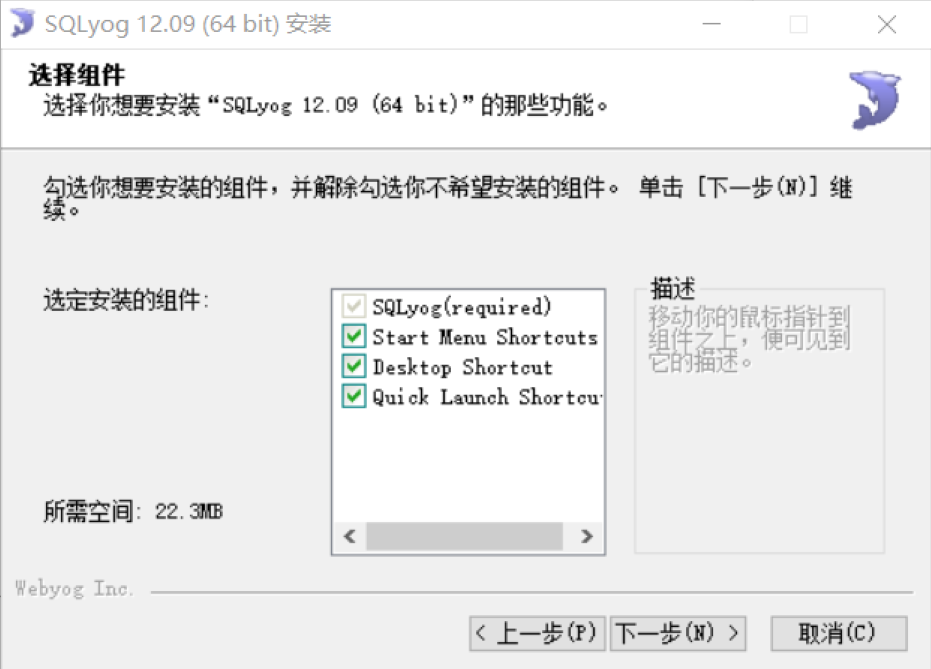 SQLyog 12.09 (64 bit) 安装
选择组件
选择你想要安装“SQLyog 12.09 (64 bit)”的那些功能。
勾选你想要安装的组件，并解除勾选你不希望安装的组件。 单击 [下一步(N)] 继
续。
选定安装的组件:
SQLyog(required)
Start Menu Shortcuts
Desktop Shortcut
Quick Launch Shortcu
描述
移动你的鼠标指针到
组件之上，便可见到
它的描述。
所需空间: 22.3MB
Webyog Inc.
< 上一步(P)
下一步(N) >
取消(C)